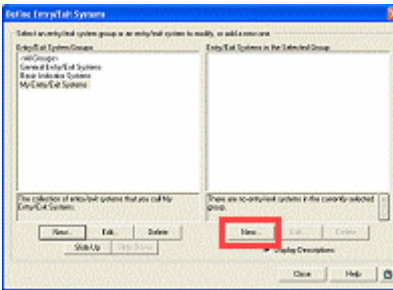 Define Entry/Exit Systems
Select an entry/exit system group or an entry/exit system to modify, or add a new one.
Entry/Exit System Groups
Entry/Exit Systems in the Selected Group
<All Groups>
General Entry/Exit Systems
Basic Indicator Systems
My Entry/Exit Systems
The collection of entry/exit systems that you call My
Entry/Exit Systems.
There are no entry/exit systems in the currently selected
group.
New...
Edit...
Delete
New...
Edit...
Delete
Slide Up
Slide Down
Display Descriptions
Close
Help